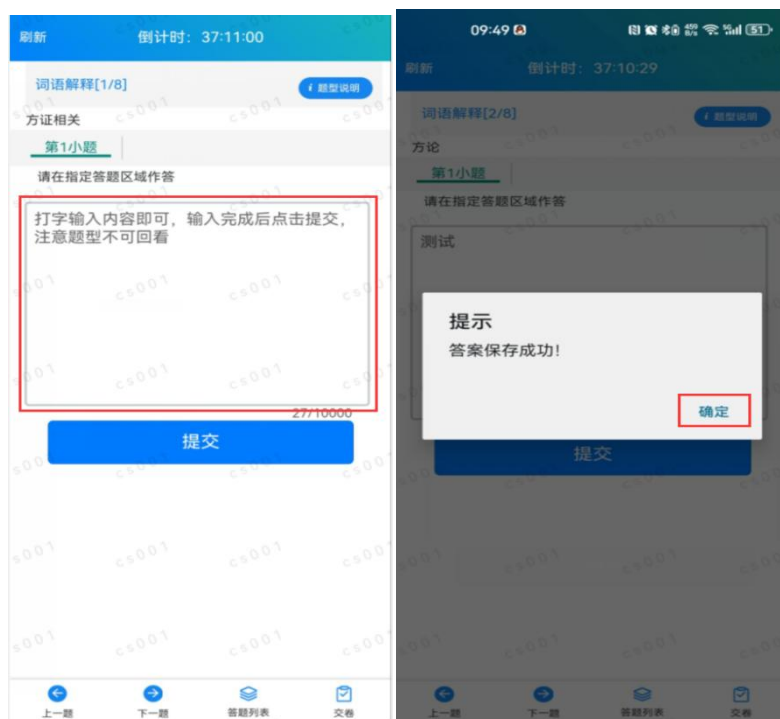 刷新 倒计时: 37:11:00
词语解释[1/8]
i 题型说明
方证相关
第1小题
请在指定答题区域作答
打字输入内容即可，输入完成后点击提交，
注意题型不可回看
27/10000
提交
上一题 下一题 答题列表 交卷
cs001
09:49
51
刷新 倒计时: 37:10:29
词语解释[2/8]
i 题型说明
方论
第1小题
请在指定答题区域作答
测试
提示
答案保存成功!
确定
提交
上一题 下一题 答题列表 交卷
cs001